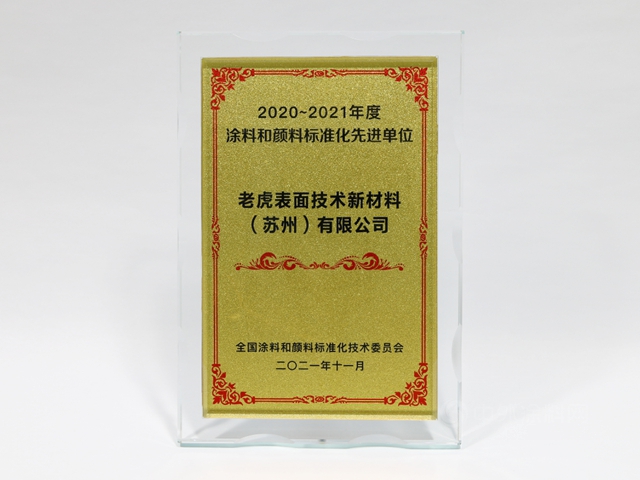 2020~2021年度
涂料和颜料标准化先进单位
老虎表面技术新材料
（苏州）有限公司
全国涂料和颜料标准化技术委员会
二〇二一年十一月